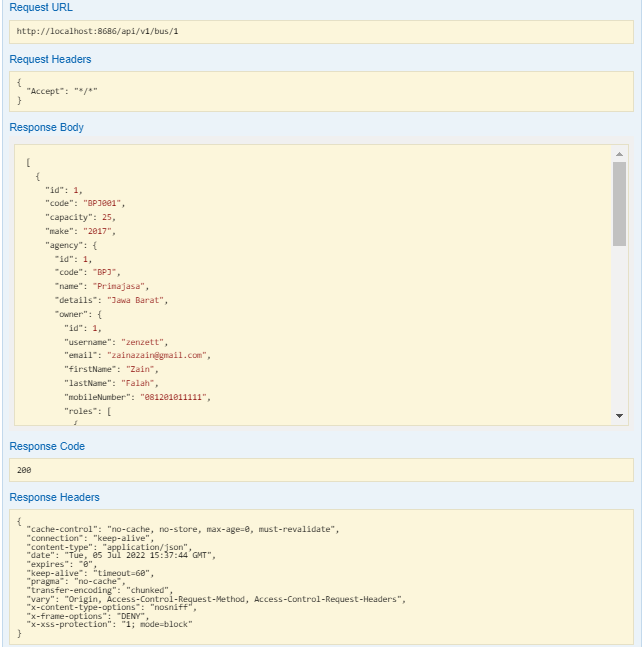 Request URL
http://localhost:8686/api/v1/bus/1
Request Headers
{
"Accept": "*/*"
}
Response Body
[
{
"id": 1,
"code": "BPJ001",
"capacity": 25,
"make": "2017",
"agency": {
"id": 1,
"code": "BPJ",
"name": "Primajasa",
"details": "Jawa Barat",
"owner": {
"id": 1,
"username": "zenzett",
"email": "zainazain@gmail.com",
"firstName": "Zain",
"lastName": "Falah",
"mobileNumber": "081201011111",
"roles": [
{
Response Code
200
Response Headers
{
"cache-control": "no-cache, no-store, max-age=0, must-revalidate",
"connection": "keep-alive",
"content-type": "application/json",
"date": "Tue, 05 Jul 2022 15:37:44 GMT",
"expires": "0",
"keep-alive": "timeout=60",
"pragma": "no-cache",
"transfer-encoding": "chunked",
"vary": "Origin, Access-Control-Request-Method, Access-Control-Request-Headers",
"x-content-type-options": "nosniff",
"x-frame-options": "DENY",
"x-xss-protection": "1; mode=block"
}